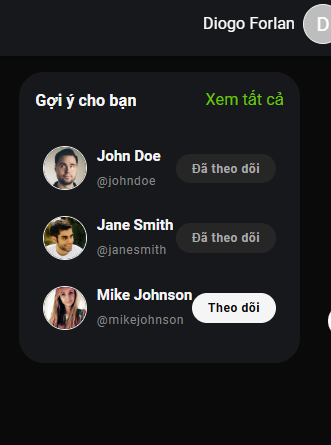 Diogo Forlan
D
Gợi ý cho bạn
Xem tất cả
John Doe
@johndoe
Đã theo dõi
Jane Smith
@janesmith
Đã theo dõi
Mike Johnson
@mikejohnson
Theo dõi